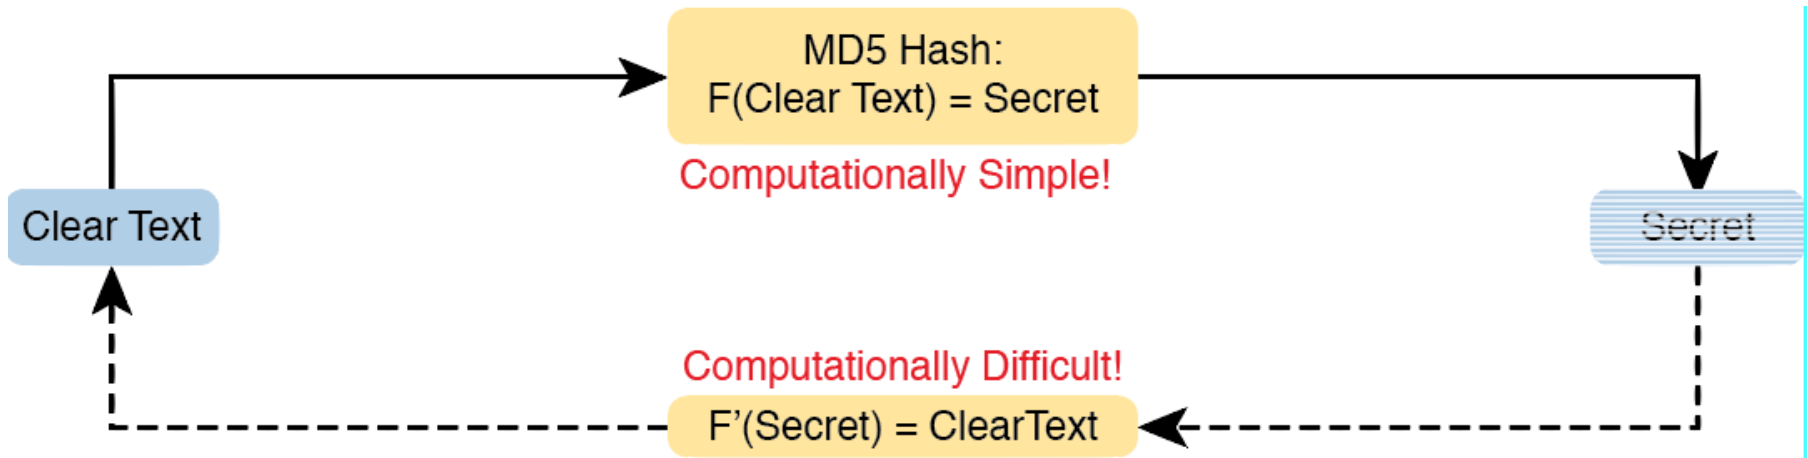 MD5 Hash:
F(Clear Text) = Secret
Computationally Simple!
Clear Text
Secret
Computationally Difficult!
F’(Secret) = ClearText